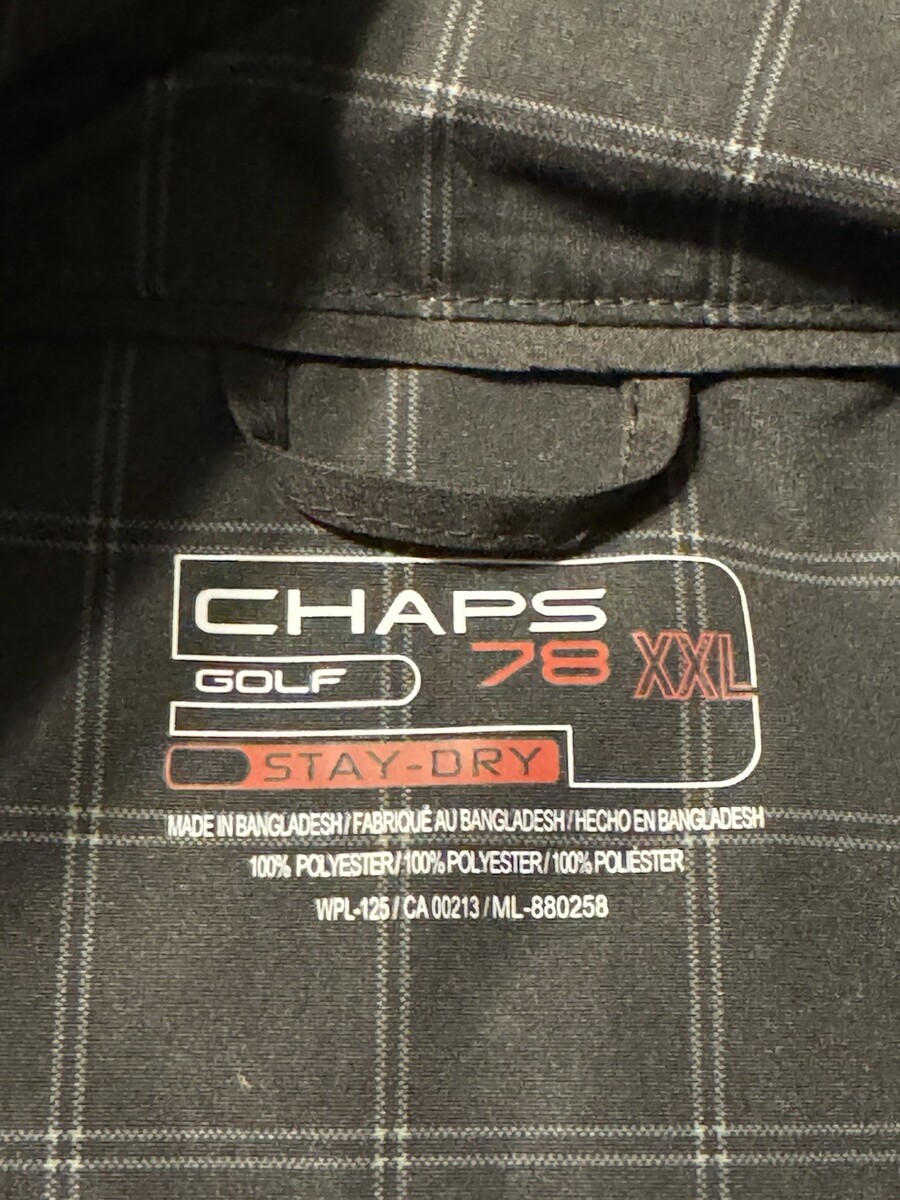 CHAPS
78 XXL
GOLF
STAY-DRY
MADE IN BANGLADESH / FABRIQUÉ AU BANGLADESH / HECHO EN BANGLADESH
100% POLYESTER / 100% POLYESTER / 100% POLIÉSTER
WPL-125 / CA 00213 / ML-880258